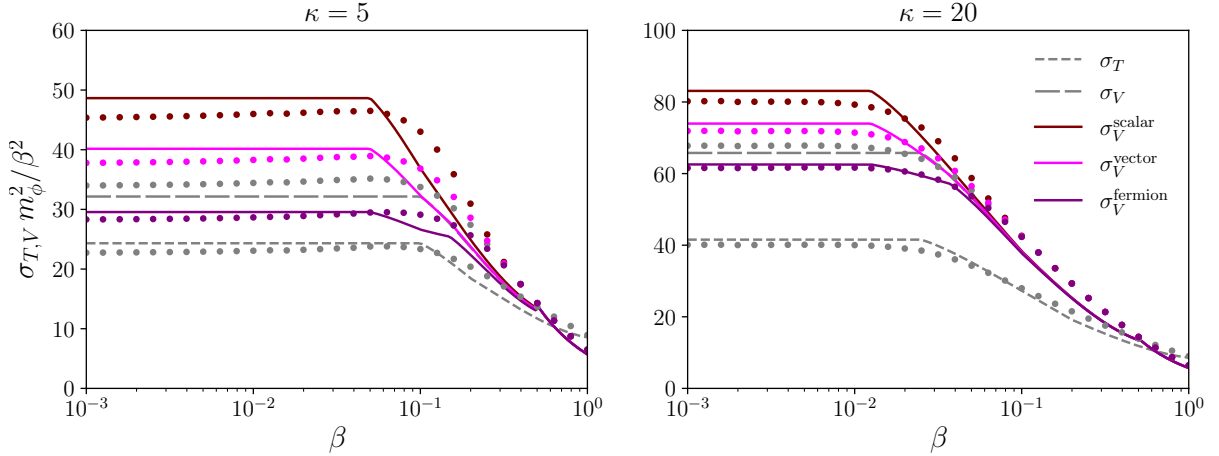 κ = 5
60
50
40
30
20
10
0
σ_{T,V} m_ϕ^2/β^2
10^{-3} 10^{-2} 10^{-1} 10^0
β
κ = 20
100
80
60
40
20
0
10^{-3} 10^{-2} 10^{-1} 10^0
β
σ_T
σ_V
σ_V^{scalar}
σ_V^{vector}
σ_V^{fermion}